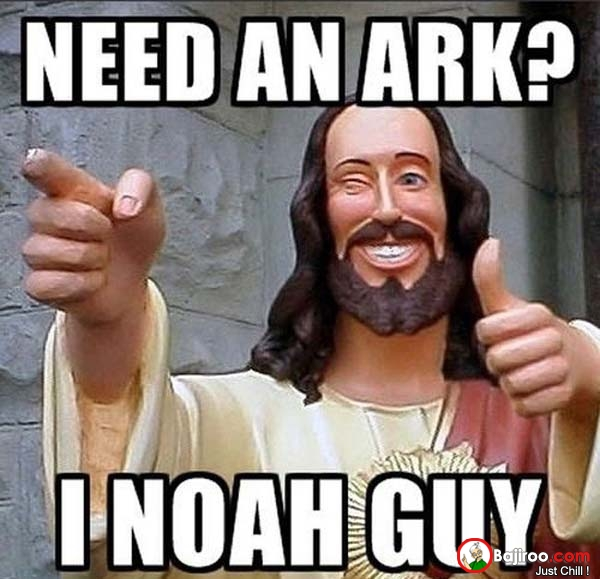 NEED AN ARK?
I NOAH GUY
Bajiroo.com
Just Chill !